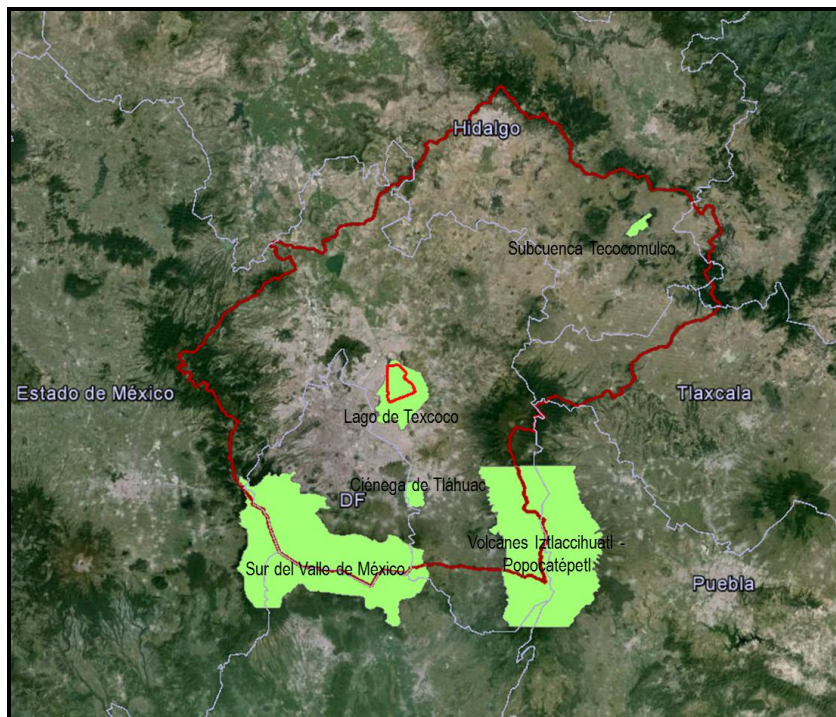 Hidalgo
Subcuenca Tecocomulco
Estado de México
Tlaxcala
Lago de Texcoco
Ciénega de Tláhuac
DF
Volcanes Iztlaccihuatl -
Popocatépetl
Sur del Valle de México
Puebla